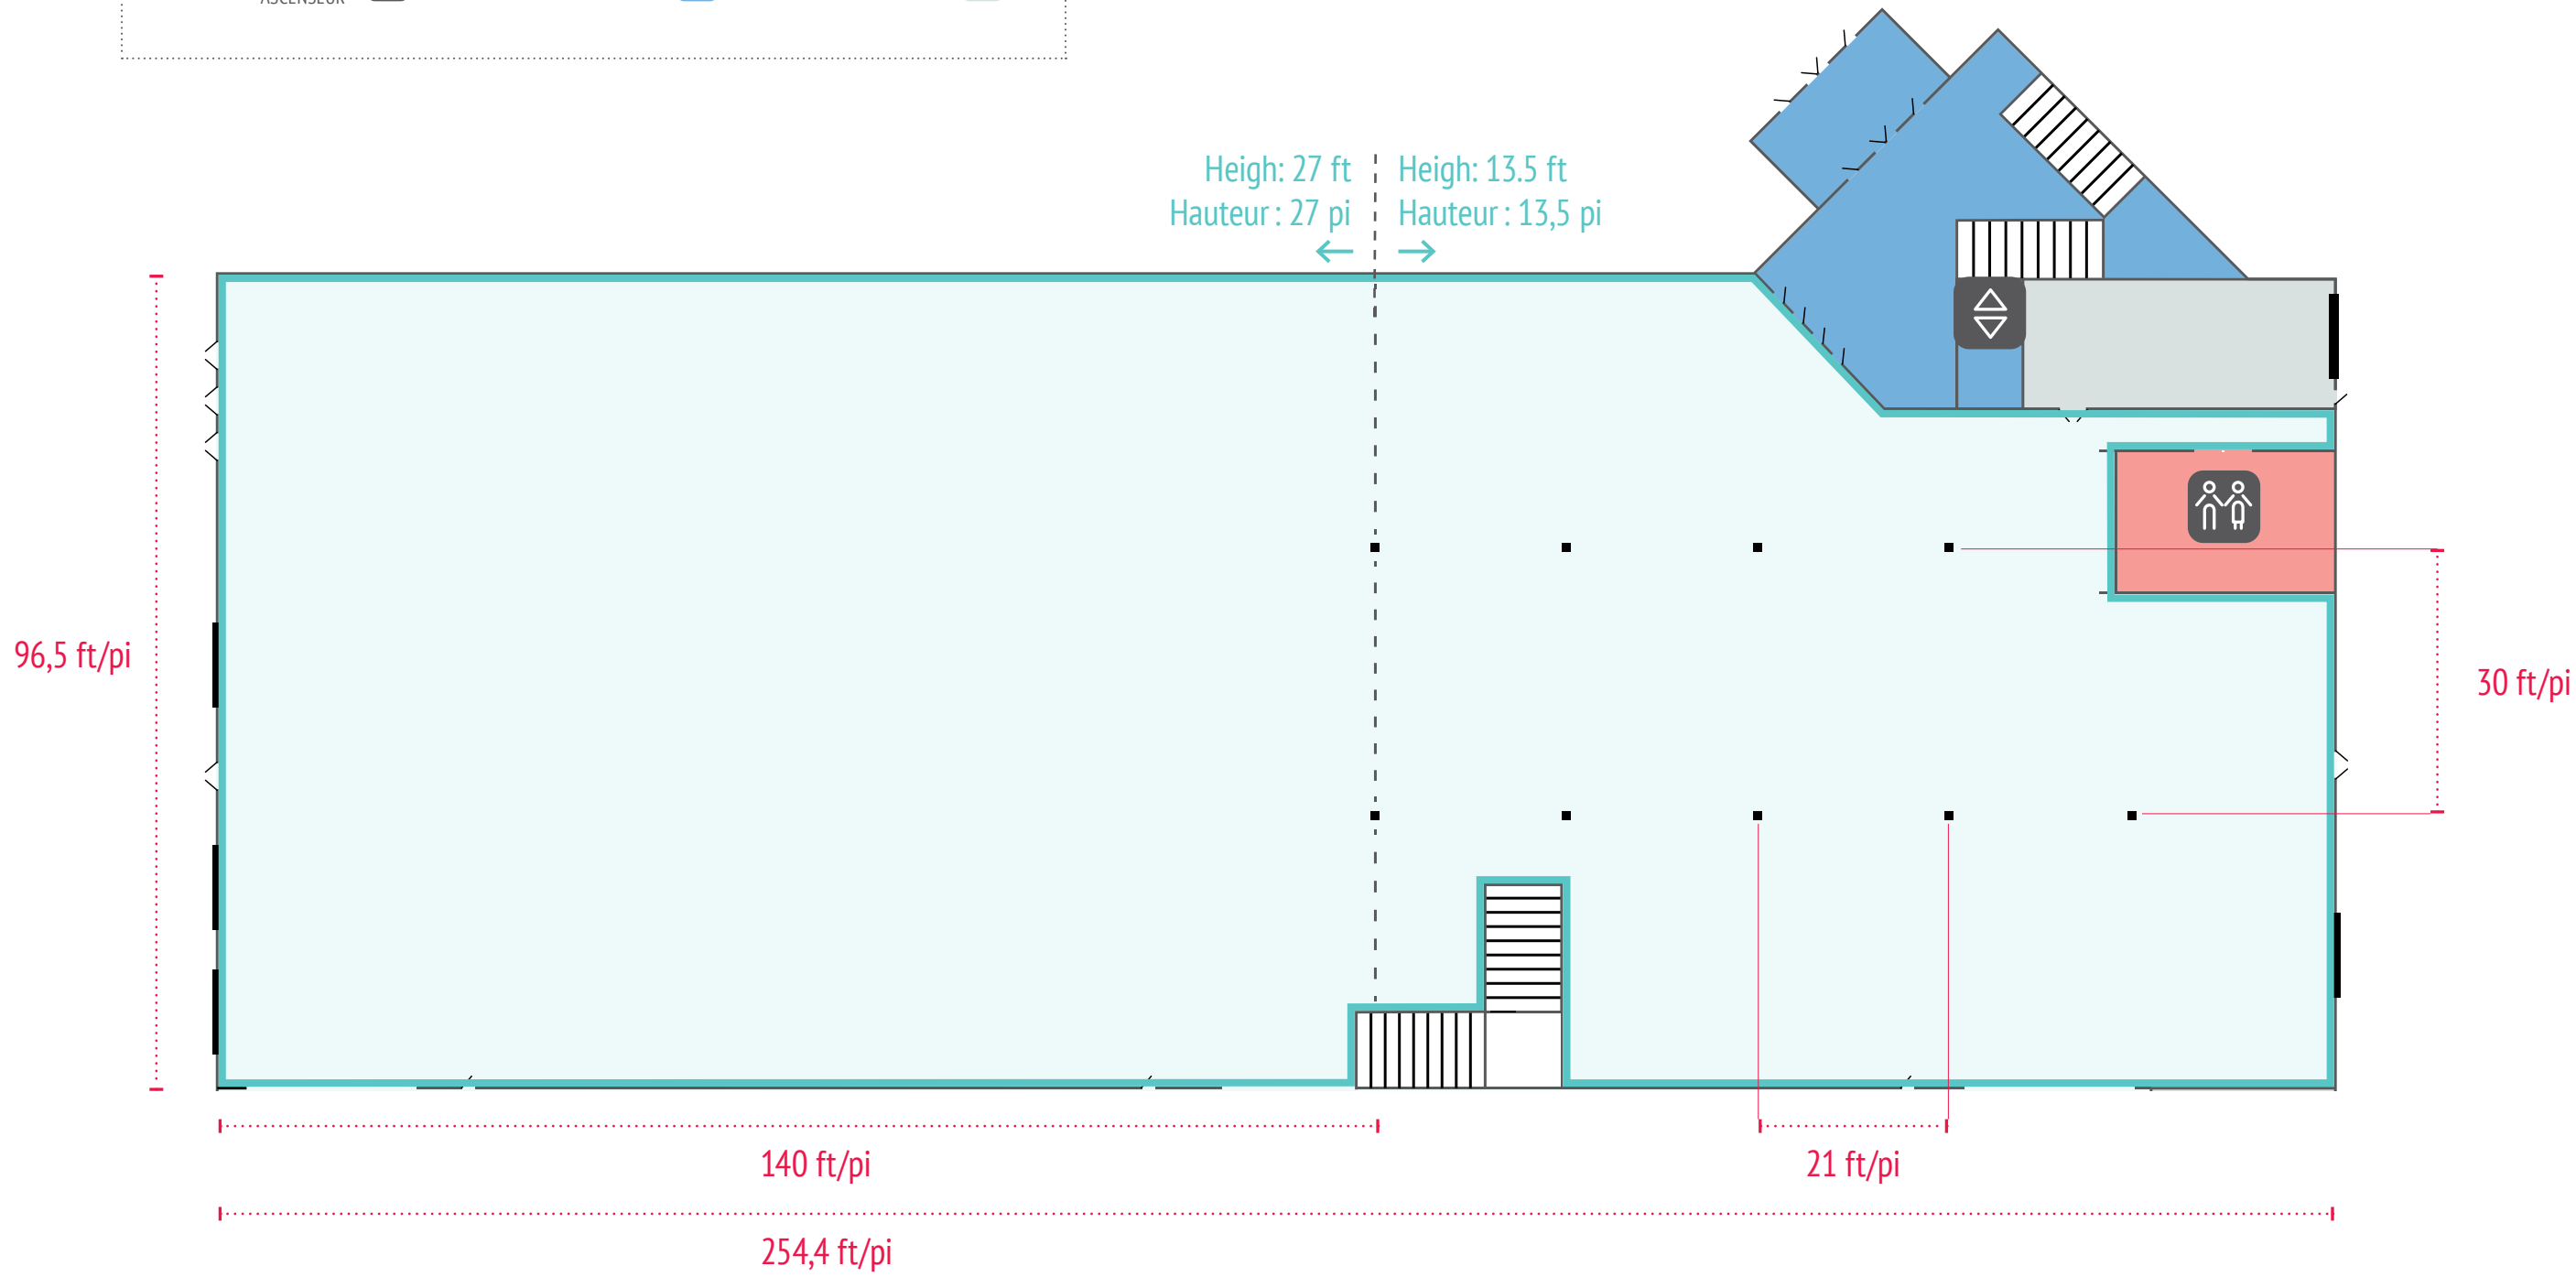 ASCENSEUR
Heigh: 27 ft
Hauteur : 27 pi
Heigh: 13.5 ft
Hauteur : 13,5 pi
96,5 ft/pi
30 ft/pi
140 ft/pi
21 ft/pi
254,4 ft/pi